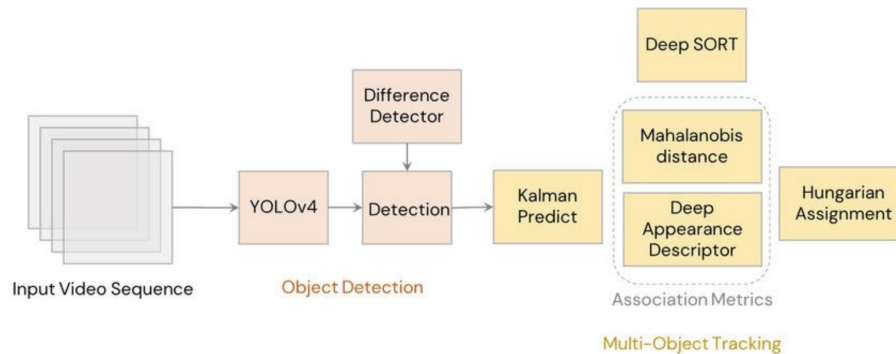 Deep SORT
Difference
Detector
Mahalanobis
distance
YOLOv4
Detection
Kalman
Predict
Deep
Appearance
Descriptor
Hungarian
Assignment
Input Video Sequence
Object Detection
Association Metrics
Multi-Object Tracking